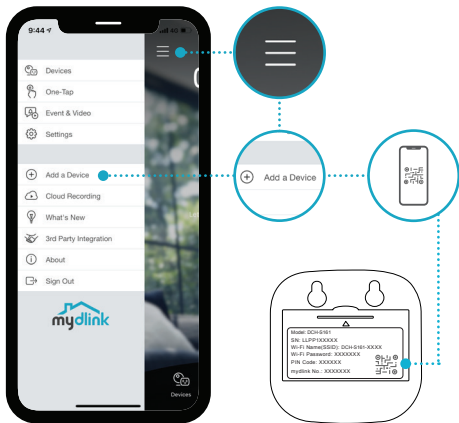 9:44
4G
Devices
One-Tap
Event & Video
Settings
Add a Device
Cloud Recording
What's New
3rd Party Integration
About
Sign Out
mydlink
Devices
Add a Device
Model: DCH-S161
SN: LLPP1XXXXX
Wi-Fi Name(SSID): DCH-S161-XXXX
Wi-Fi Password: XXXXXXX
PIN Code: XXXXXX
mydlink No.: XXXXXXX